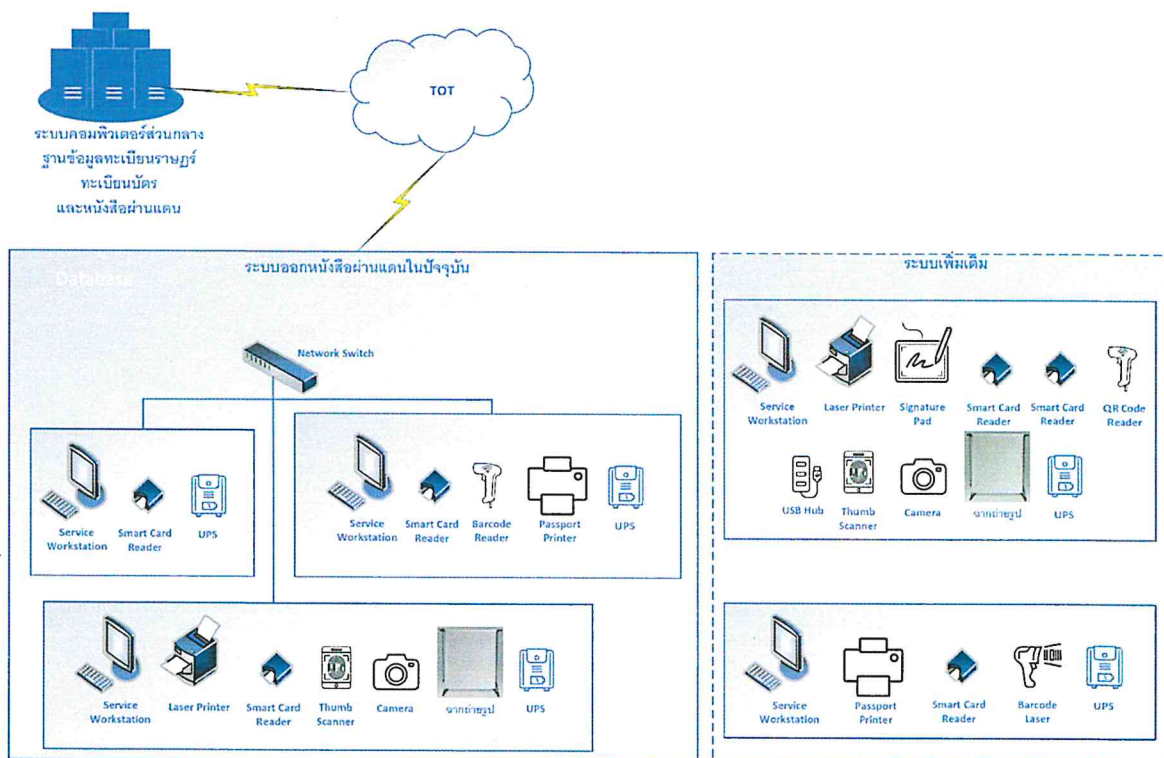 TOT
ระบบคอมพิวเตอร์ส่วนกลาง
ฐานข้อมูลทะเบียนราษฎร์
ทะเบียนบัตร
และหนังสือผ่านแดน
ระบบออกหนังสือผ่านแดนในปัจจุบัน
Database
Network Switch
Service
Workstation
Smart Card
Reader
UPS
Service
Workstation
Smart Card
Reader
Barcode
Reader
Passport
Printer
UPS
Service
Workstation
Laser Printer
Smart Card
Reader
Thumb
Scanner
Camera
ฉากถ่ายรูป
UPS
ระบบเพิ่มเติม
Service
Workstation
Laser Printer
Signature
Pad
Smart Card
Reader
Smart Card
Reader
QR Code
Reader
USB Hub
Thumb
Scanner
Camera
ฉากถ่ายรูป
UPS
Service
Workstation
Passport
Printer
Smart Card
Reader
Barcode
Laser
UPS